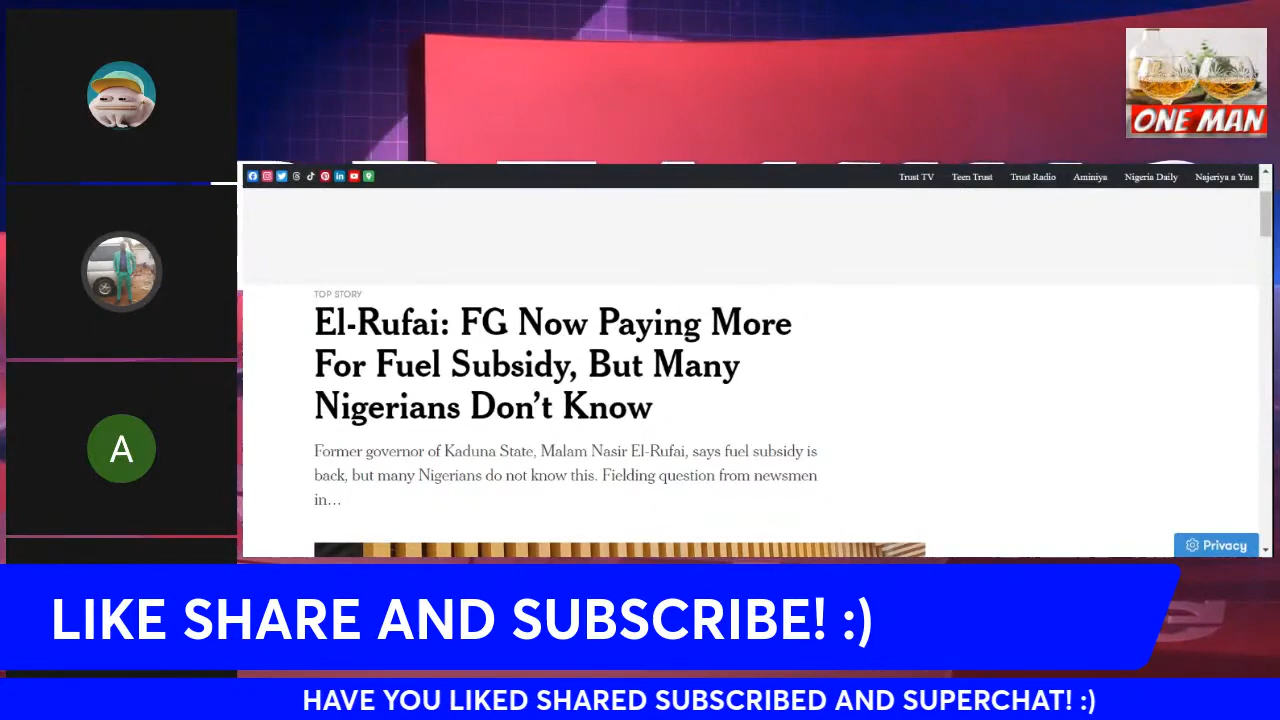 ONE MAN
Trust TV Teen Trust Trust Radio Aminiya Nigeria Daily Najeriya a Yau
TOP STORY
El-Rufai: FG Now Paying More
For Fuel Subsidy, But Many
Nigerians Don’t Know
Former governor of Kaduna State, Malam Nasir El-Rufai, says fuel subsidy is
back, but many Nigerians do not know this. Fielding question from newsmen
in…
A
Privacy
LIKE SHARE AND SUBSCRIBE! :)
HAVE YOU LIKED SHARED SUBSCRIBED AND SUPERCHAT! :)